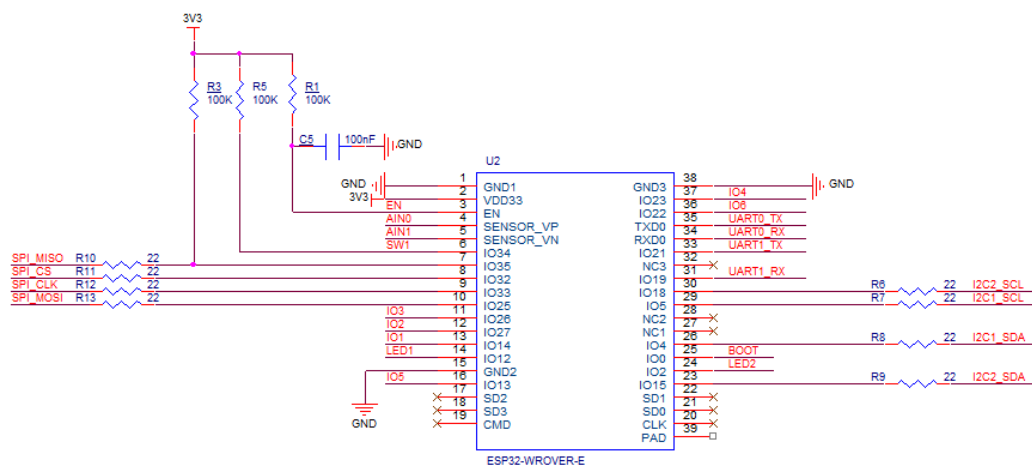 3V3
R3 R5 R1
100K 100K 100K
C5 100nF GND
U2
GND 1 GND1 GND3 38 GND
3V3 2 VDD33 IO23 37 IO4
EN 3 EN IO22 36 IO6
AIN0 4 SENSOR_VP TXD0 35 UART0_TX
AIN1 5 SENSOR_VN RXD0 34 UART0_RX
SW1 6 IO34 IO21 33 UART1_TX
SPI_MISO R10 22 7 IO35 NC3 32
SPI_CS R11 22 8 IO32 IO19 31 UART1_RX
SPI_CLK R12 22 9 IO33 IO18 30 R6 22 I2C2_SCL
SPI_MOSI R13 22 10 IO25 IO5 29 R7 22 I2C1_SCL
IO3 11 IO26 NC2 28
IO2 12 IO27 NC1 27
IO1 13 IO14 IO4 26 R8 22 I2C1_SDA
LED1 14 IO12 IO0 25 BOOT
15 GND2 IO2 24 LED2
IO5 16 IO13 IO15 23 R9 22 I2C2_SDA
17 SD2 SD1 22
18 SD3 SD0 21
19 CMD CLK 20
GND PAD 39
ESP32-WROVER-E